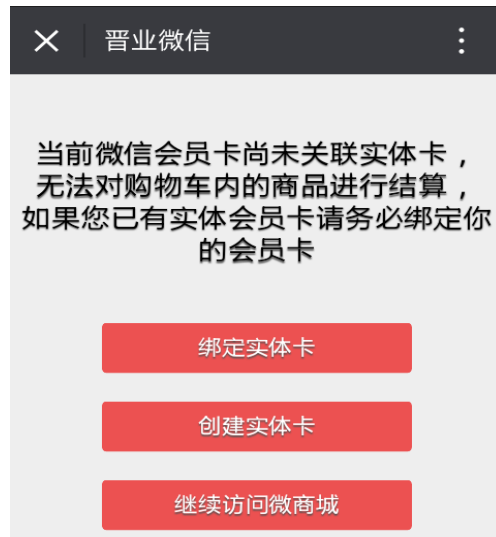 晋业微信
当前微信会员卡尚未关联实体卡，
无法对购物车内的商品进行结算，
如果您已有实体会员卡请务必绑定你
的会员卡
绑定实体卡
创建实体卡
继续访问微商城